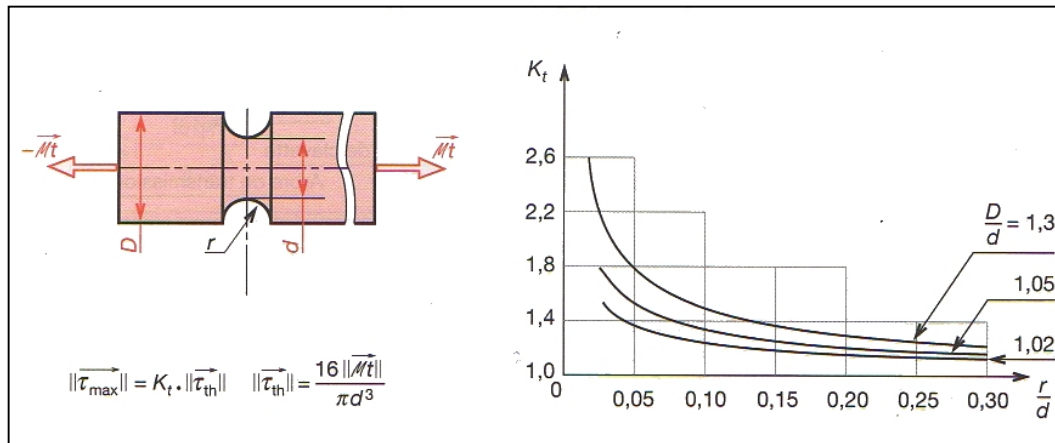 -Mt
Mt
D
r
d
||τmax|| = Kt . ||τth|| ||τth|| = 16 ||Mt|| / πd³
Kt
2,6
2,2
1,8
1,4
1,0
0
0,05
0,10
0,15
0,20
0,25
0,30
r/d
D/d = 1,3
1,05
1,02